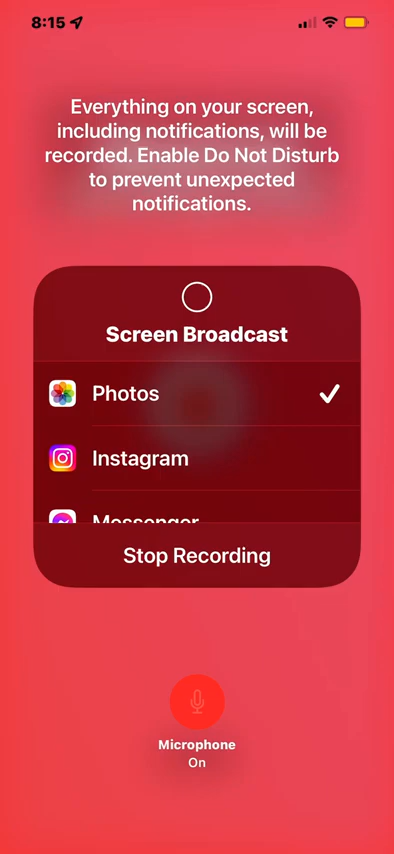 8:15
Everything on your screen,
including notifications, will be
recorded. Enable Do Not Disturb
to prevent unexpected
notifications.
Screen Broadcast
Photos
Instagram
Messenger
Stop Recording
Microphone
On